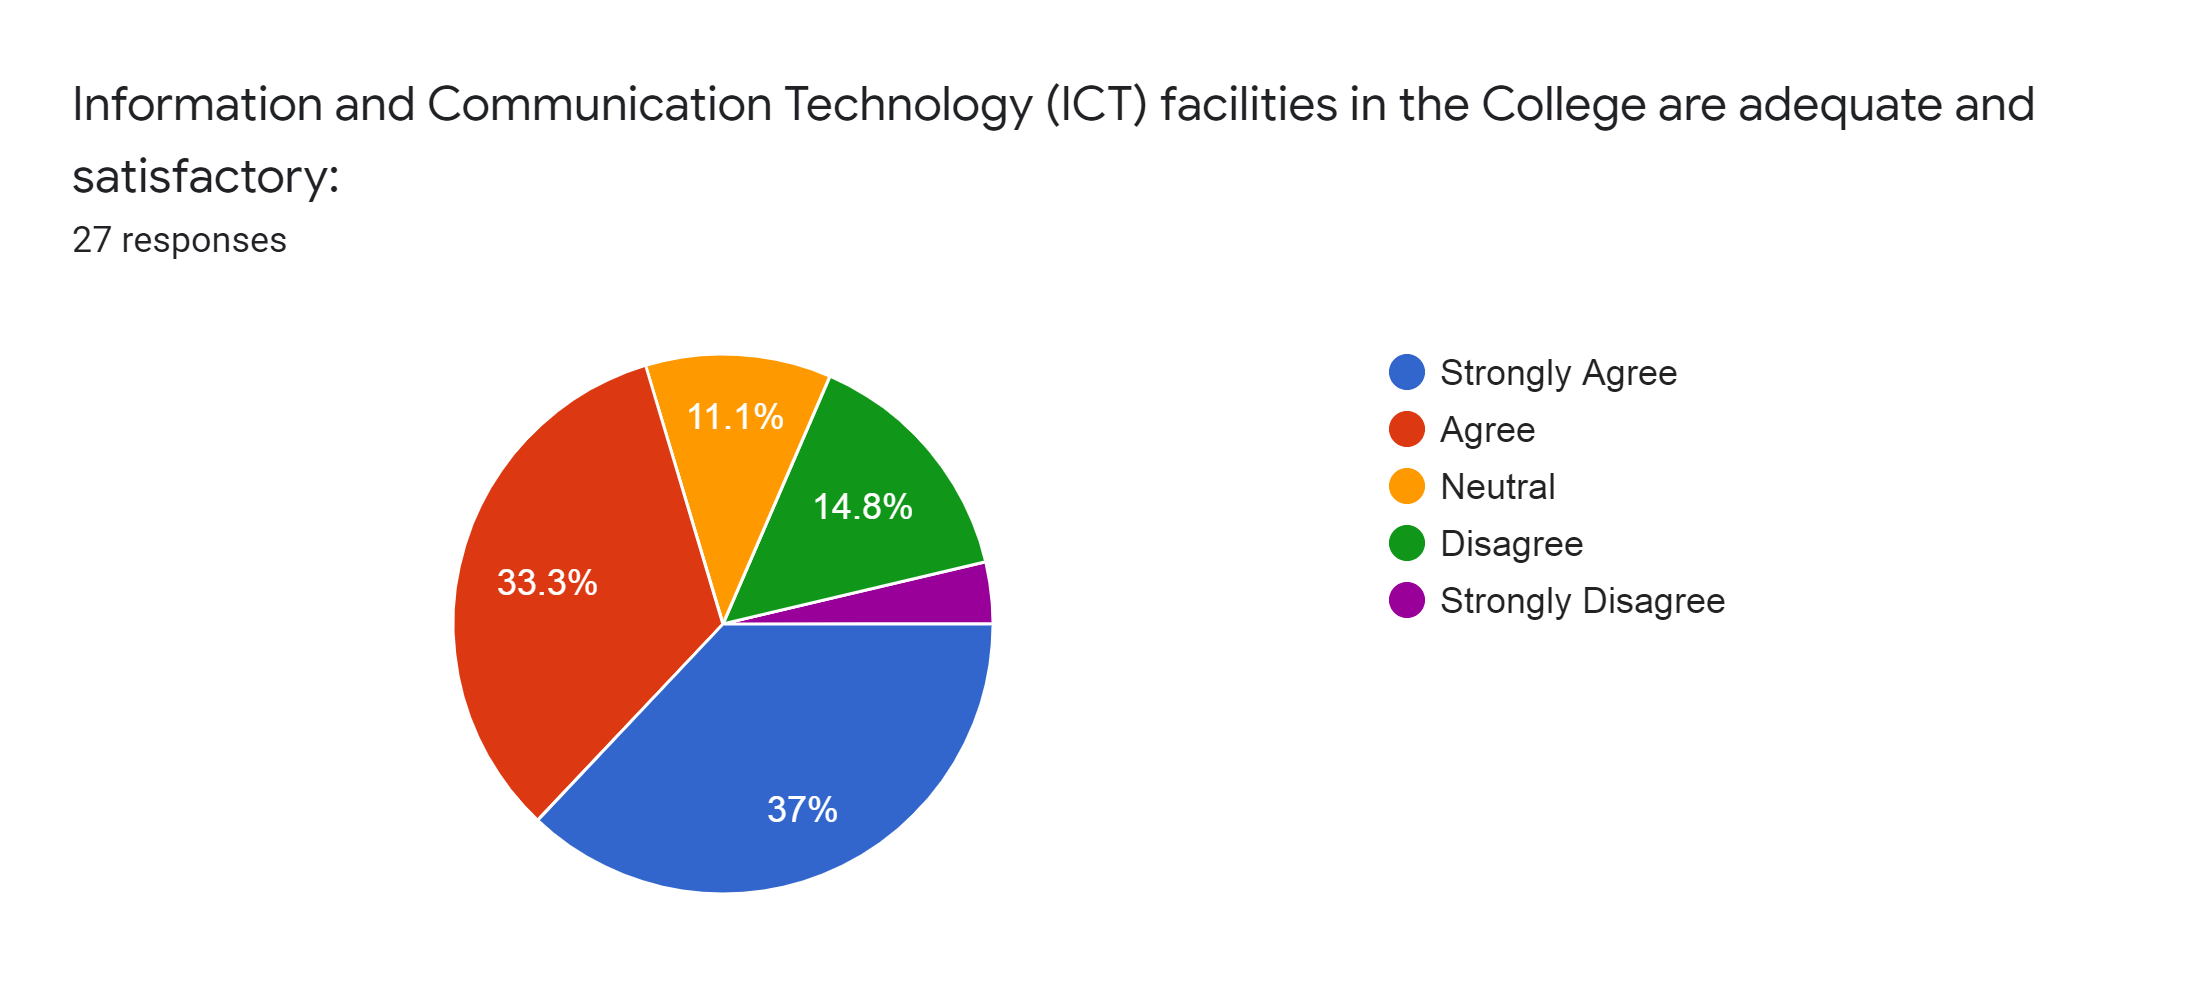 Information and Communication Technology (ICT) facilities in the College are adequate and
satisfactory:
27 responses
11.1%
14.8%
33.3%
37%
Strongly Agree
Agree
Neutral
Disagree
Strongly Disagree